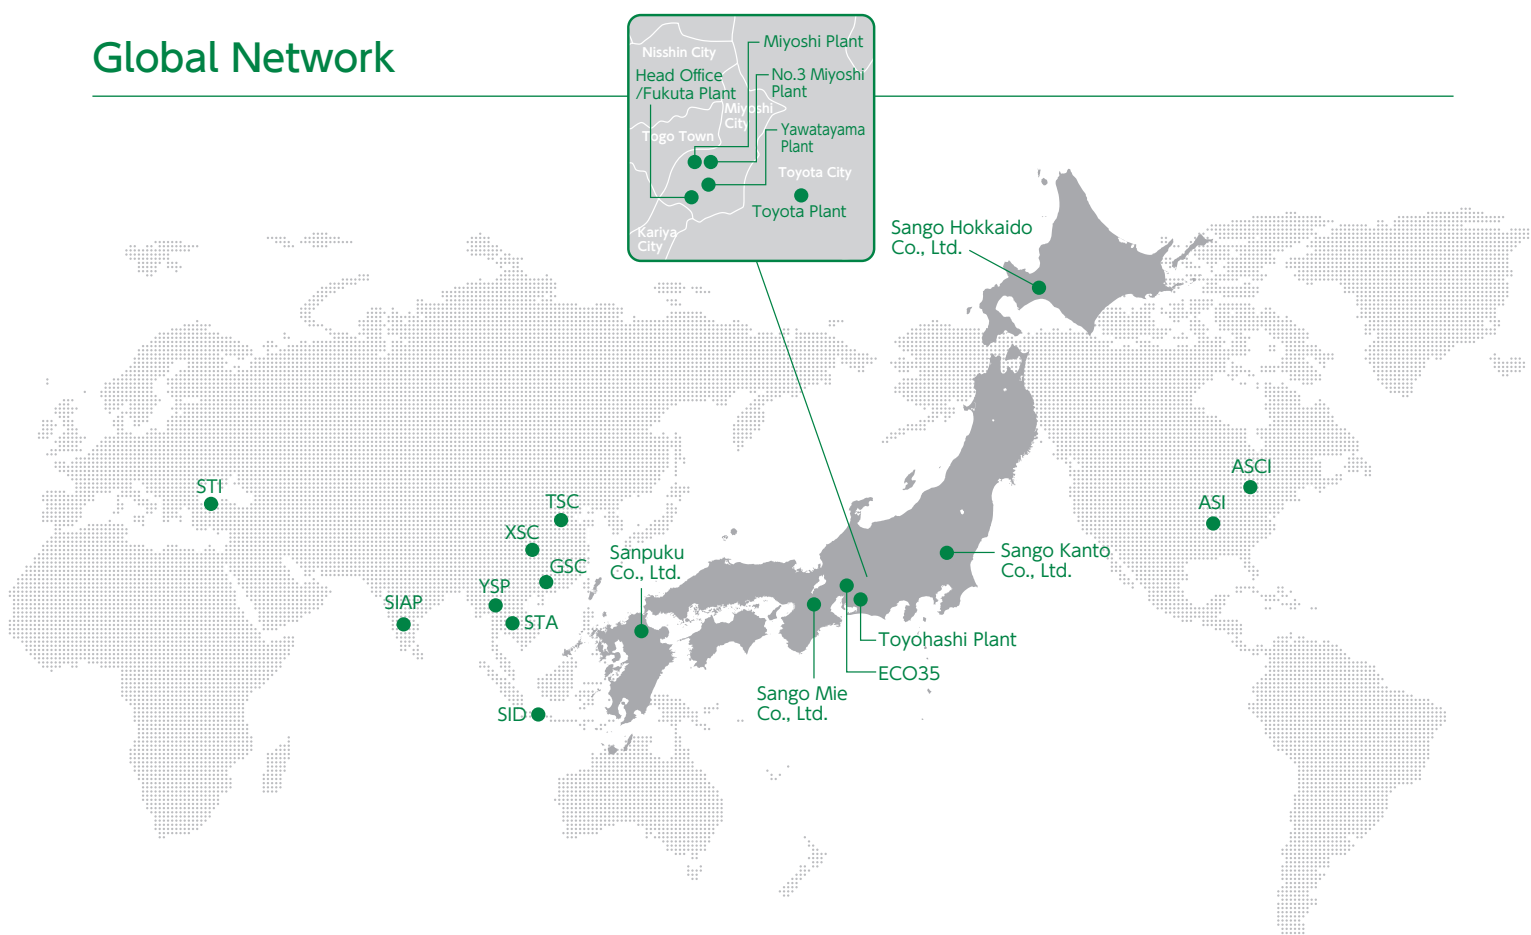 Global Network
Nisshin City
Miyoshi Plant
Head Office
/Fukuta Plant
No.3 Miyoshi
Plant
Miyoshi
City
Togo Town
Yawatayama
Plant
Toyota City
Toyota Plant
Kariya
City
Sango Hokkaido
Co., Ltd.
STI
TSC
XSC
GSC
YSP
SIAP
STA
SID
Sanpuku
Co., Ltd.
ASCI
ASI
Sango Kanto
Co., Ltd.
Toyohashi Plant
ECO35
Sango Mie
Co., Ltd.